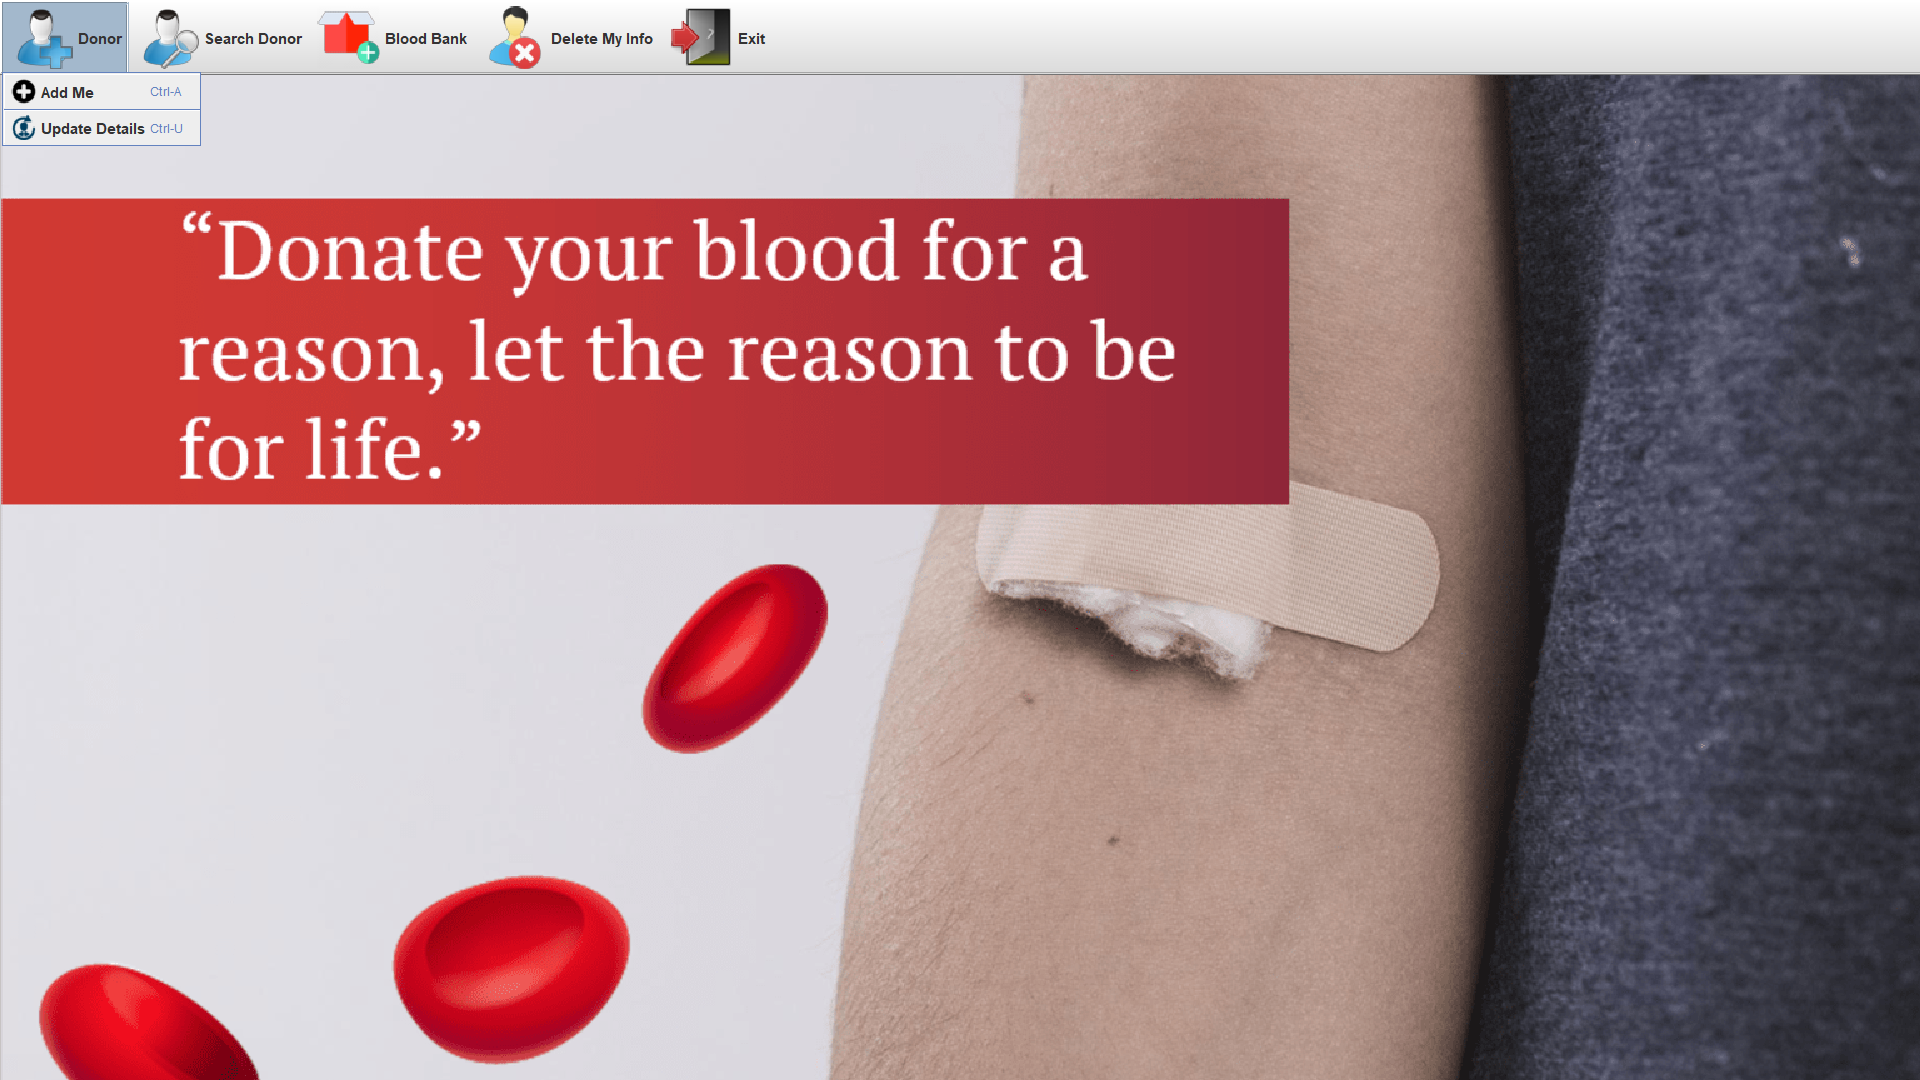 Donor Search Donor Blood Bank Delete My Info Exit
Add Me Ctrl-A
Update Details Ctrl-U
“Donate your blood for a
reason, let the reason to be
for life.”